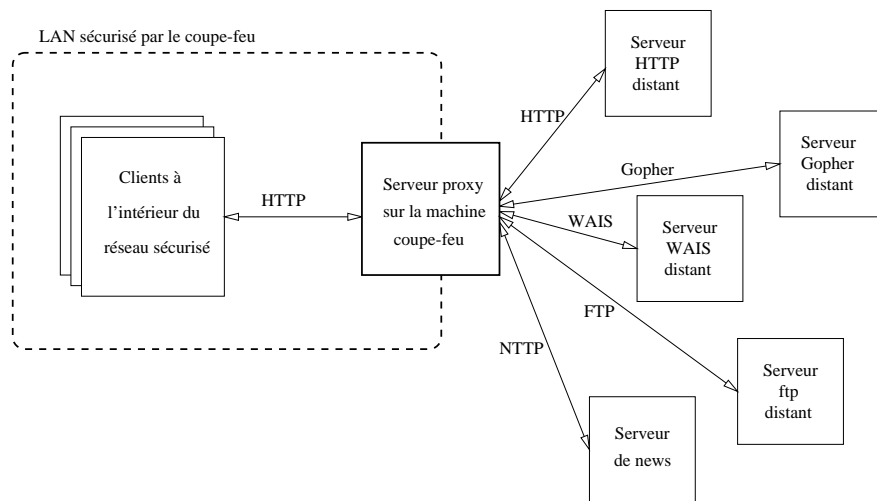 LAN sécurisé par le coupe-feu
Clients à
l'intérieur du
réseau sécurisé
HTTP
Serveur proxy
sur la machine
coupe-feu
HTTP
Serveur
HTTP
distant
Gopher
Serveur
Gopher
distant
WAIS
Serveur
WAIS
distant
FTP
Serveur
ftp
distant
NTTP
Serveur
de news